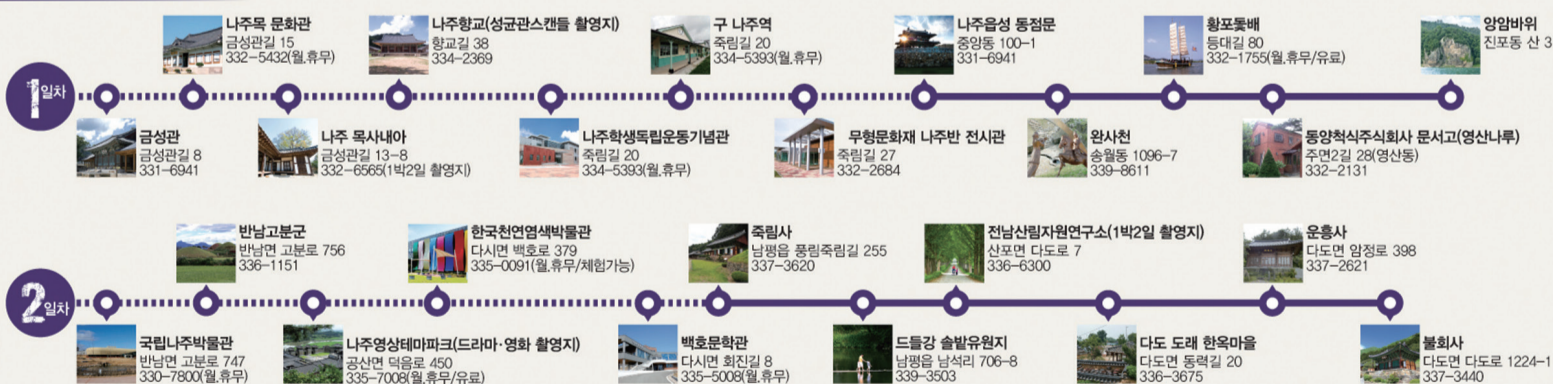 1일차
금성관
금성관길 8
331-6941
나주목 문화관
금성관길 15
332-5432(월.휴무)
나주 목사내아
금성관길 13-8
332-6565(1박2일 촬영지)
나주향교(성균관스캔들 촬영지)
향교길 38
334-2369
나주학생독립운동기념관
죽림길 20
334-5393(월.휴무)
구 나주역
죽림길 20
334-5393(월.휴무)
무형문화재 나주반 전시관
죽림길 27
332-2684
나주읍성 동점문
중앙동 100-1
331-6941
완사천
송월동 1096-7
339-8611
황포돛배
등대길 80
332-1755(월.휴무/유료)
동양척식주식회사 문서고(영산나루)
주면2길 28(영산동)
332-2131
앙암바위
진포동 산 3
2일차
국립나주박물관
반남면 고분로 747
330-7800(월.휴무)
반남고분군
반남면 고분로 756
336-1151
나주영상테마파크(드라마·영화 촬영지)
공산면 덕음로 450
335-7008(월.휴무/유료)
한국천연염색박물관
다시면 백호로 379
335-0091(월.휴무/체험가능)
백호문학관
다시면 회진길 8
335-5008(월.휴무)
죽림사
남평읍 풍림죽림길 255
337-3620
드들강 솔밭유원지
남평읍 남석리 706-8
339-3503
전남산림자원연구소(1박2일 촬영지)
산포면 다도로 7
336-6300
다도 도래 한옥마을
다도면 동력길 20
336-3675
운흥사
다도면 암정로 398
337-2621
불회사
다도면 다도로 1224-1
337-3440